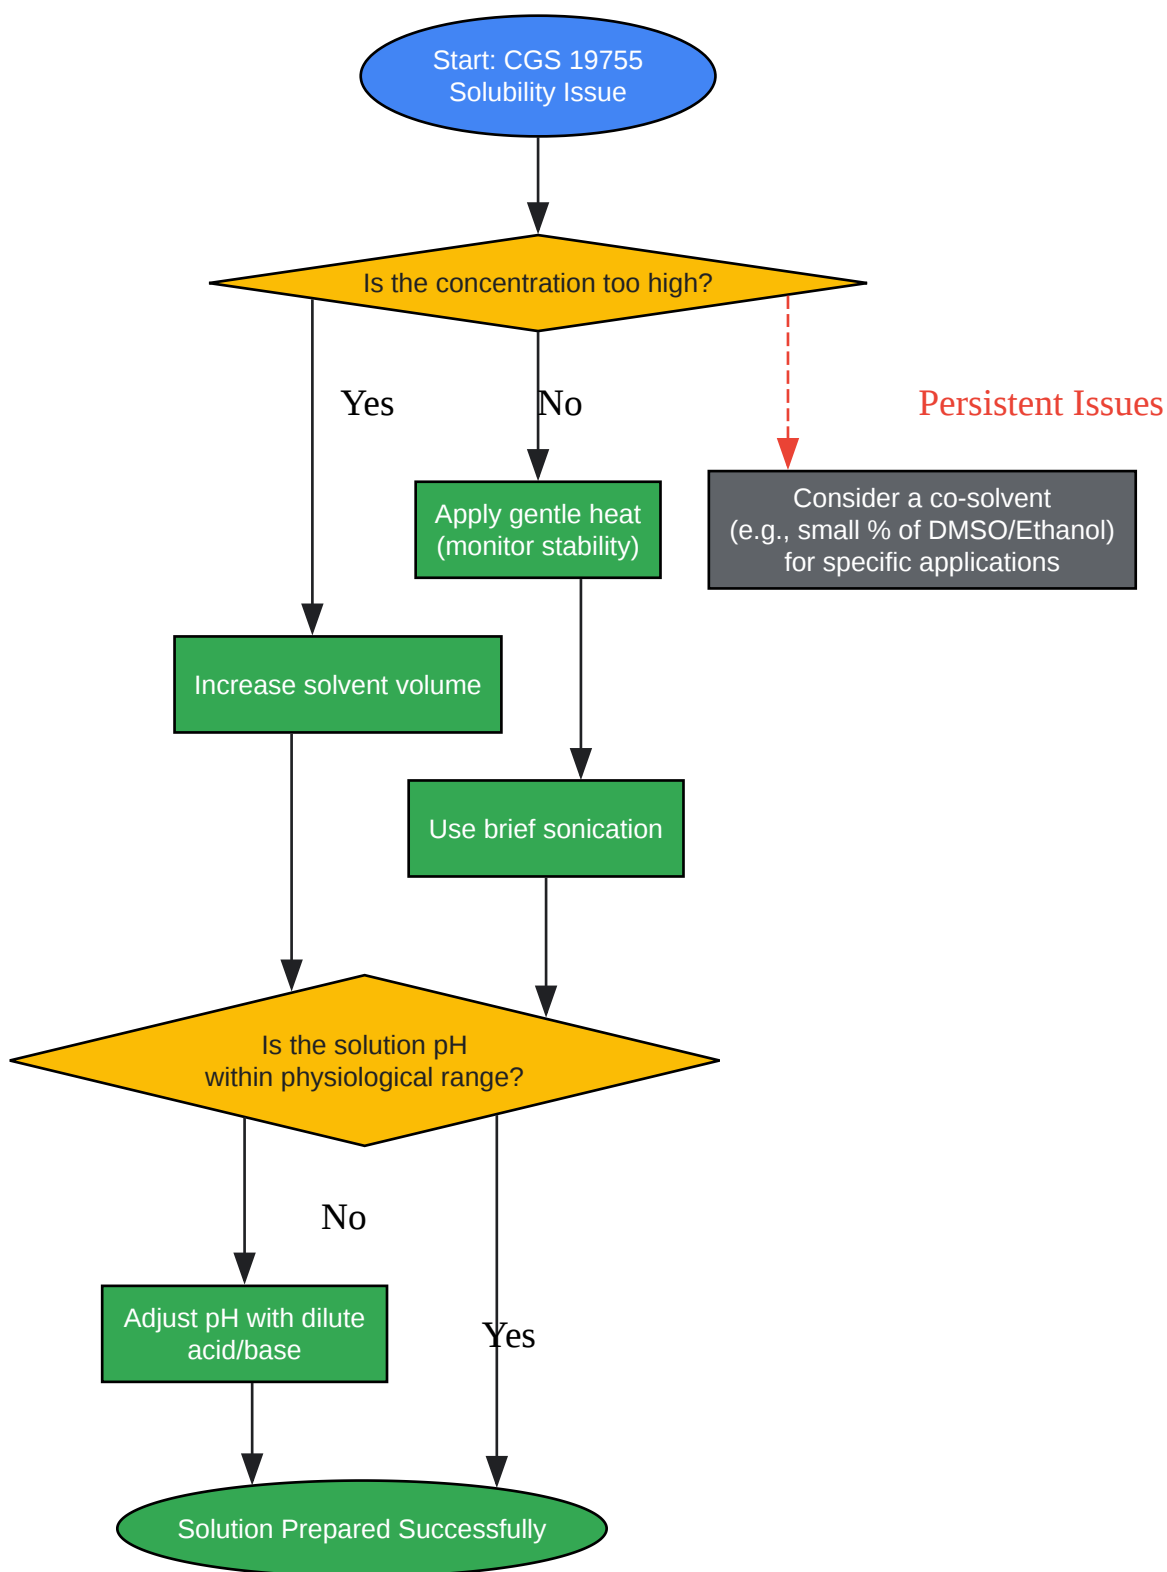 Start: CGS 19755
Solubility Issue
Is the concentration too high?
Yes
No
Persistent Issues
Apply gentle heat
(monitor stability)
Consider a co-solvent
(e.g., small % of DMSO/Ethanol)
for specific applications
Increase solvent volume
Use brief sonication
Is the solution pH
within physiological range?
No
Adjust pH with dilute
acid/base
Yes
Solution Prepared Successfully